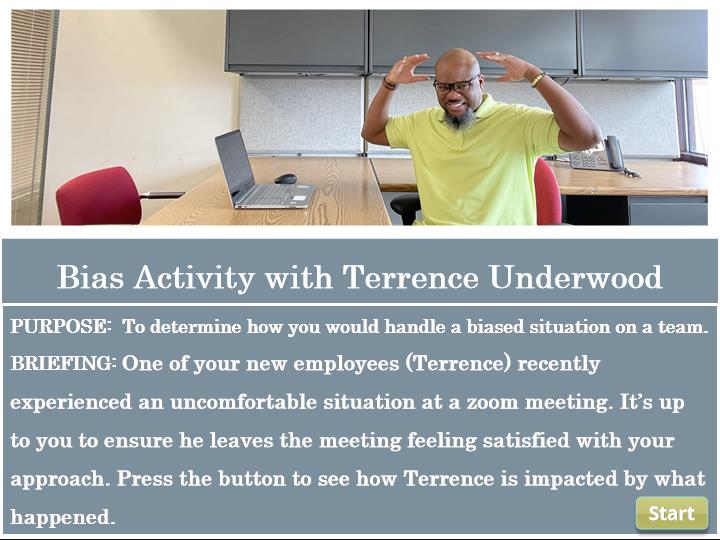 Bias Activity with Terrence Underwood
PURPOSE: To determine how you would handle a biased situation on a team.
BRIEFING: One of your new employees (Terrence) recently
experienced an uncomfortable situation at a zoom meeting. It's up
to you to ensure he leaves the meeting feeling satisfied with your
approach. Press the button to see how Terrence is impacted by what
happened.
Start